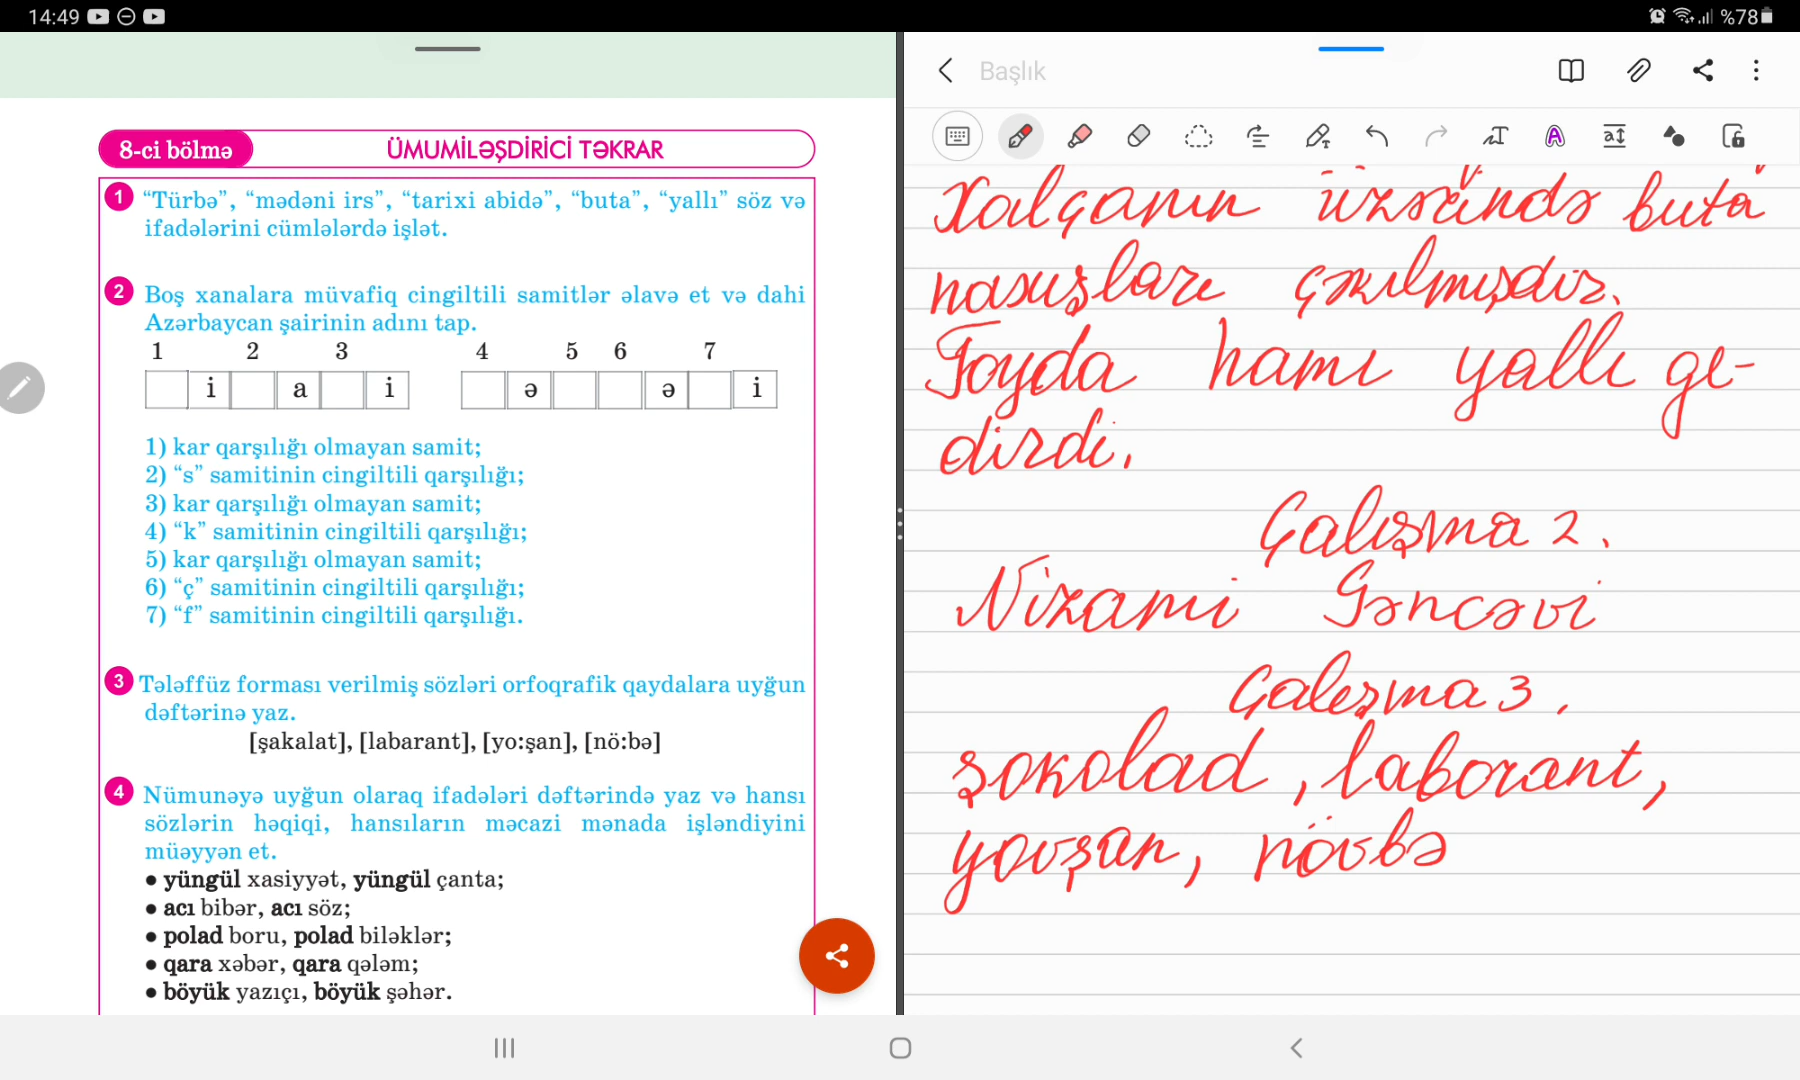 14:49
%78
8-ci bölmə
ÜMUMİLƏŞDİRİCİ TƏKRAR
1 “Türbə”, “mədəni irs”, “tarixi abidə”, “buta”, “yallı” söz və
ifadələrini cümlələrdə işlət.
2 Boş xanalara müvafiq cingiltili samitlər əlavə et və dahi
Azərbaycan şairinin adını tap.
1 2 3 4 5 6 7
i a i ə ə i
1) kar qarşılığı olmayan samit;
2) “s” samitinin cingiltili qarşılığı;
3) kar qarşılığı olmayan samit;
4) “k” samitinin cingiltili qarşılığı;
5) kar qarşılığı olmayan samit;
6) “ç” samitinin cingiltili qarşılığı;
7) “f” samitinin cingiltili qarşılığı.
3 Tələffüz forması verilmiş sözləri orfoqrafik qaydalara uyğun
dəftərinə yaz.
[şakalat], [labarant], [yo:şan], [nö:bə]
4 Nümunəyə uyğun olaraq ifadələri dəftərində yaz və hansı
sözlərin həqiqi, hansıların məcazi mənada işləndiyini
müəyyən et.
• yüngül xasiyyət, yüngül çanta;
• acı bibər, acı söz;
• polad boru, polad biləklər;
• qara xəbər, qara qələm;
• böyük yazıçı, böyük şəhər.
Başlık
Xalçanın üzərində buta
naxışları çəkilmişdir.
Toyda hamı yallı ge-
dirdi.
Çalışma 2.
Nizami Gəncəvi
Çalışma 3.
şokolad, laborant,
yovşan, növbə